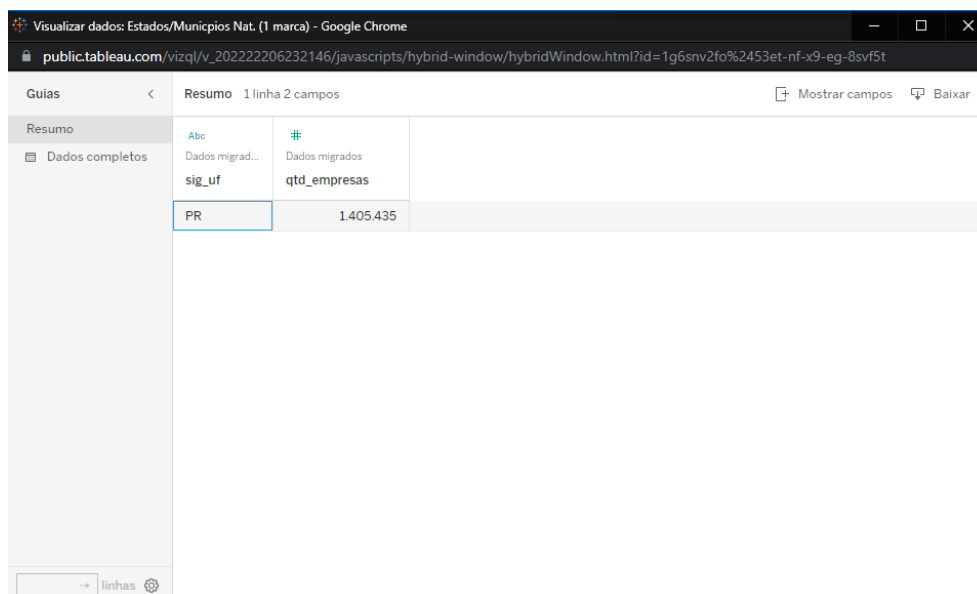 Visualizar dados: Estados/Municpios Nat. (1 marca) - Google Chrome
public.tableau.com/vizql/v_202222206232146/javascripts/hybrid-window/hybridWindow.html?id=1g6snv2fo%2453et-nf-x9-eg-8svf5t
Guias < Resumo 1 linha 2 campos Mostrar campos Baixar
Resumo
Dados completos
Abc #
Dados migrad... Dados migrados
sig_uf qtd_empresas
PR 1.405.435
→ linhas